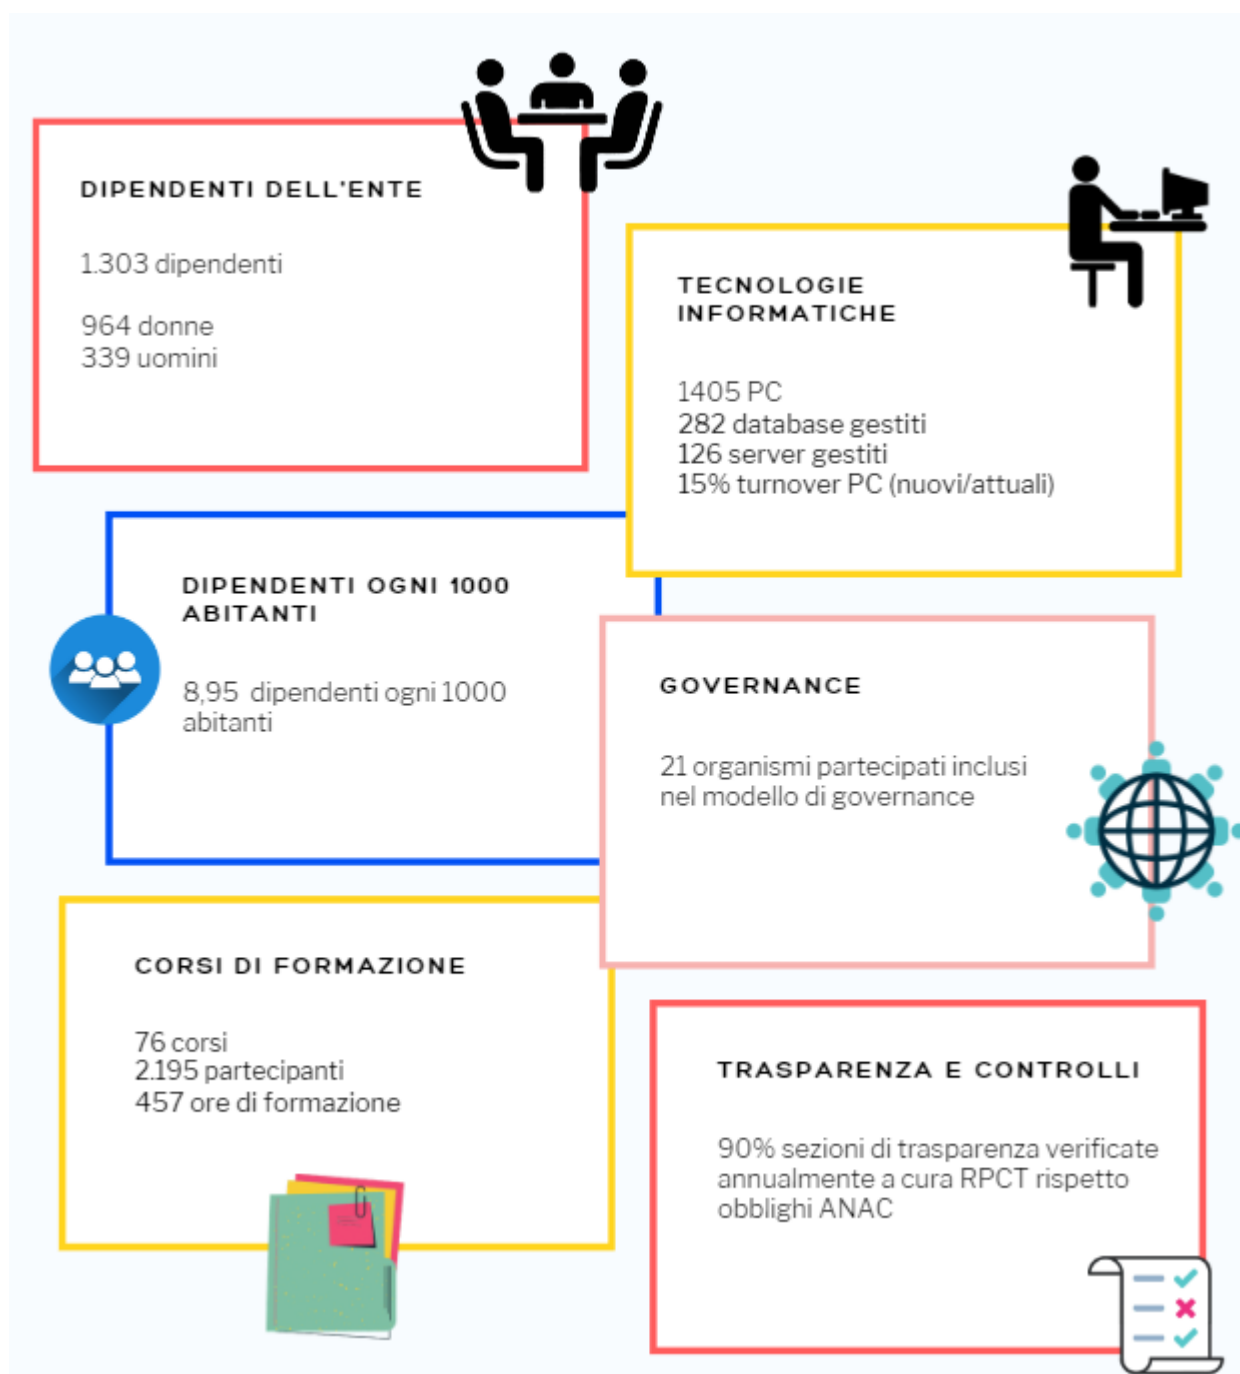 DIPENDENTI DELL'ENTE
1.303 dipendenti
964 donne
339 uomini
TECNOLOGIE
INFORMATICHE
1405 PC
282 database gestiti
126 server gestiti
15% turnover PC (nuovi/attuali)
DIPENDENTI OGNI 1000
ABITANTI
8,95 dipendenti ogni 1000
abitanti
GOVERNANCE
21 organismi partecipati inclusi
nel modello di governance
CORSI DI FORMAZIONE
76 corsi
2.195 partecipanti
457 ore di formazione
TRASPARENZA E CONTROLLI
90% sezioni di trasparenza verificate
annualmente a cura RPCT rispetto
obblighi ANAC